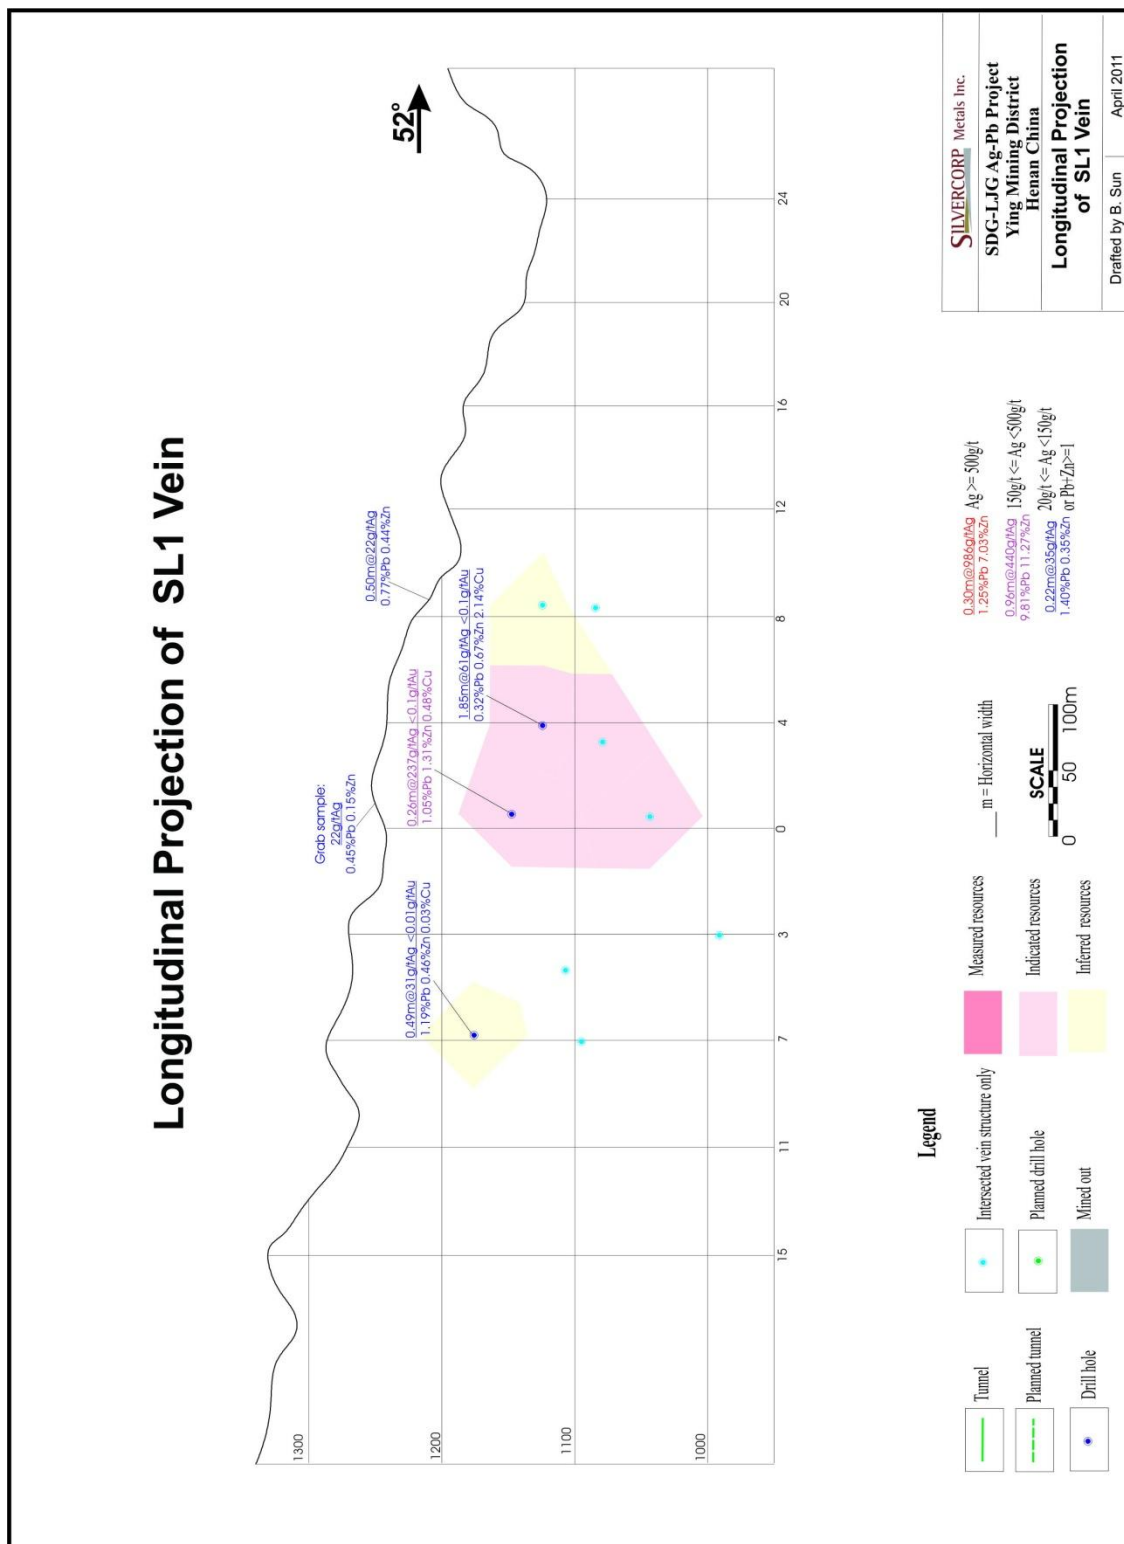 Longitudinal Projection of SL1 Vein
52°
Grab sample:
22g/tAg
0.45%Pb 0.15%Zn
0.50m@22g/tAg
0.77%Pb 0.44%Zn
0.49m@31g/tAg <0.01g/tAu
1.19%Pb 0.46%Zn 0.03%Cu
0.26m@237g/tAg <0.1g/tAu
1.05%Pb 1.31%Zn 0.48%Cu
1.85m@61g/tAg <0.1g/tAu
0.32%Pb 0.67%Zn 2.14%Cu
1300
1200
1100
1000
15
11
7
3
0
4
8
12
16
20
24
Legend
Tunnel
Planned tunnel
Drill hole
Intersected vein structure only
Planned drill hole
Mined out
Measured resources
Indicated resources
Inferred resources
m = Horizontal width
SCALE
0 50 100m
0.30m@986g/tAg Ag >= 500g/t
1.25%Pb 7.03%Zn
0.96m@440g/tAg 150g/t <= Ag <500g/t
9.81%Pb 11.27%Zn
0.22m@35g/tAg 20g/t <= Ag <150g/t
1.40%Pb 0.35%Zn or Pb+Zn>=1
SILVERCORP Metals Inc.
SDG-LJG Ag-Pb Project
Ying Mining District
Henan China
Longitudinal Projection
of SL1 Vein
Drafted by B. Sun April 2011